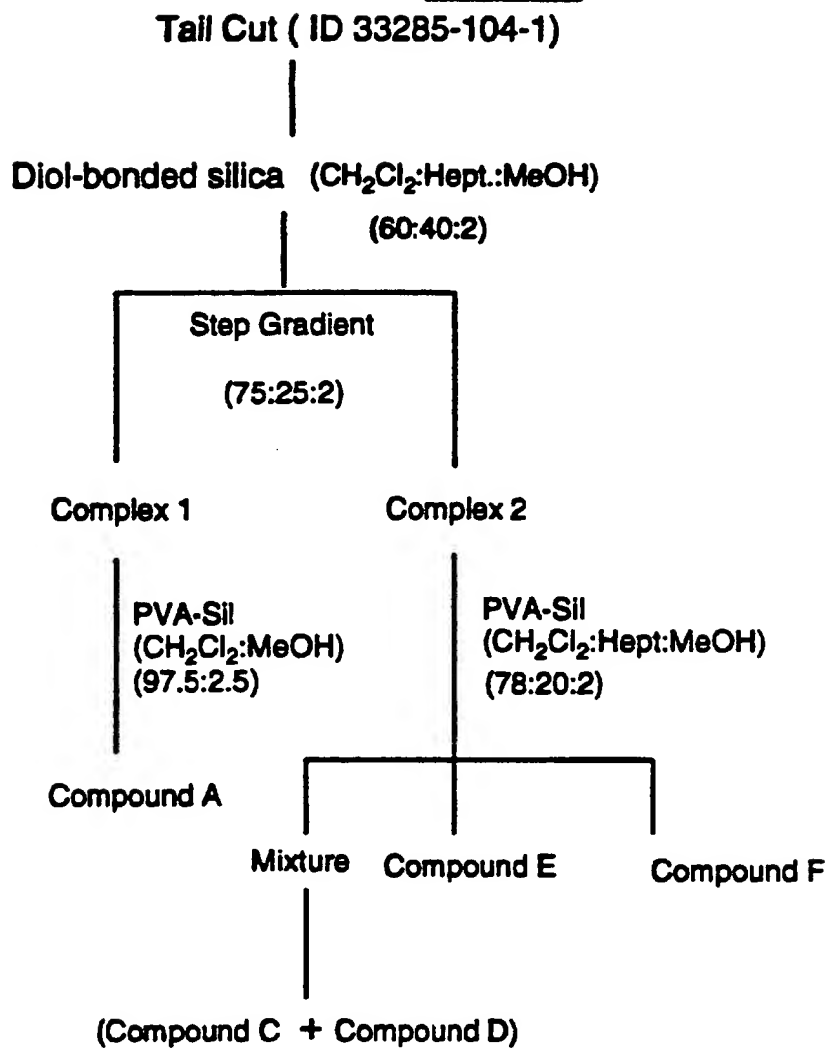 Tail Cut ( ID 33285-104-1)
Diol-bonded silica (CH₂Cl₂:Hept.:MeOH)
(60:40:2)
Step Gradient
(75:25:2)
Complex 1
Complex 2
PVA-Sil
(CH₂Cl₂:MeOH)
(97.5:2.5)
PVA-Sil
(CH₂Cl₂:Hept:MeOH)
(78:20:2)
Compound A
Mixture
Compound E
Compound F
(Compound C + Compound D)